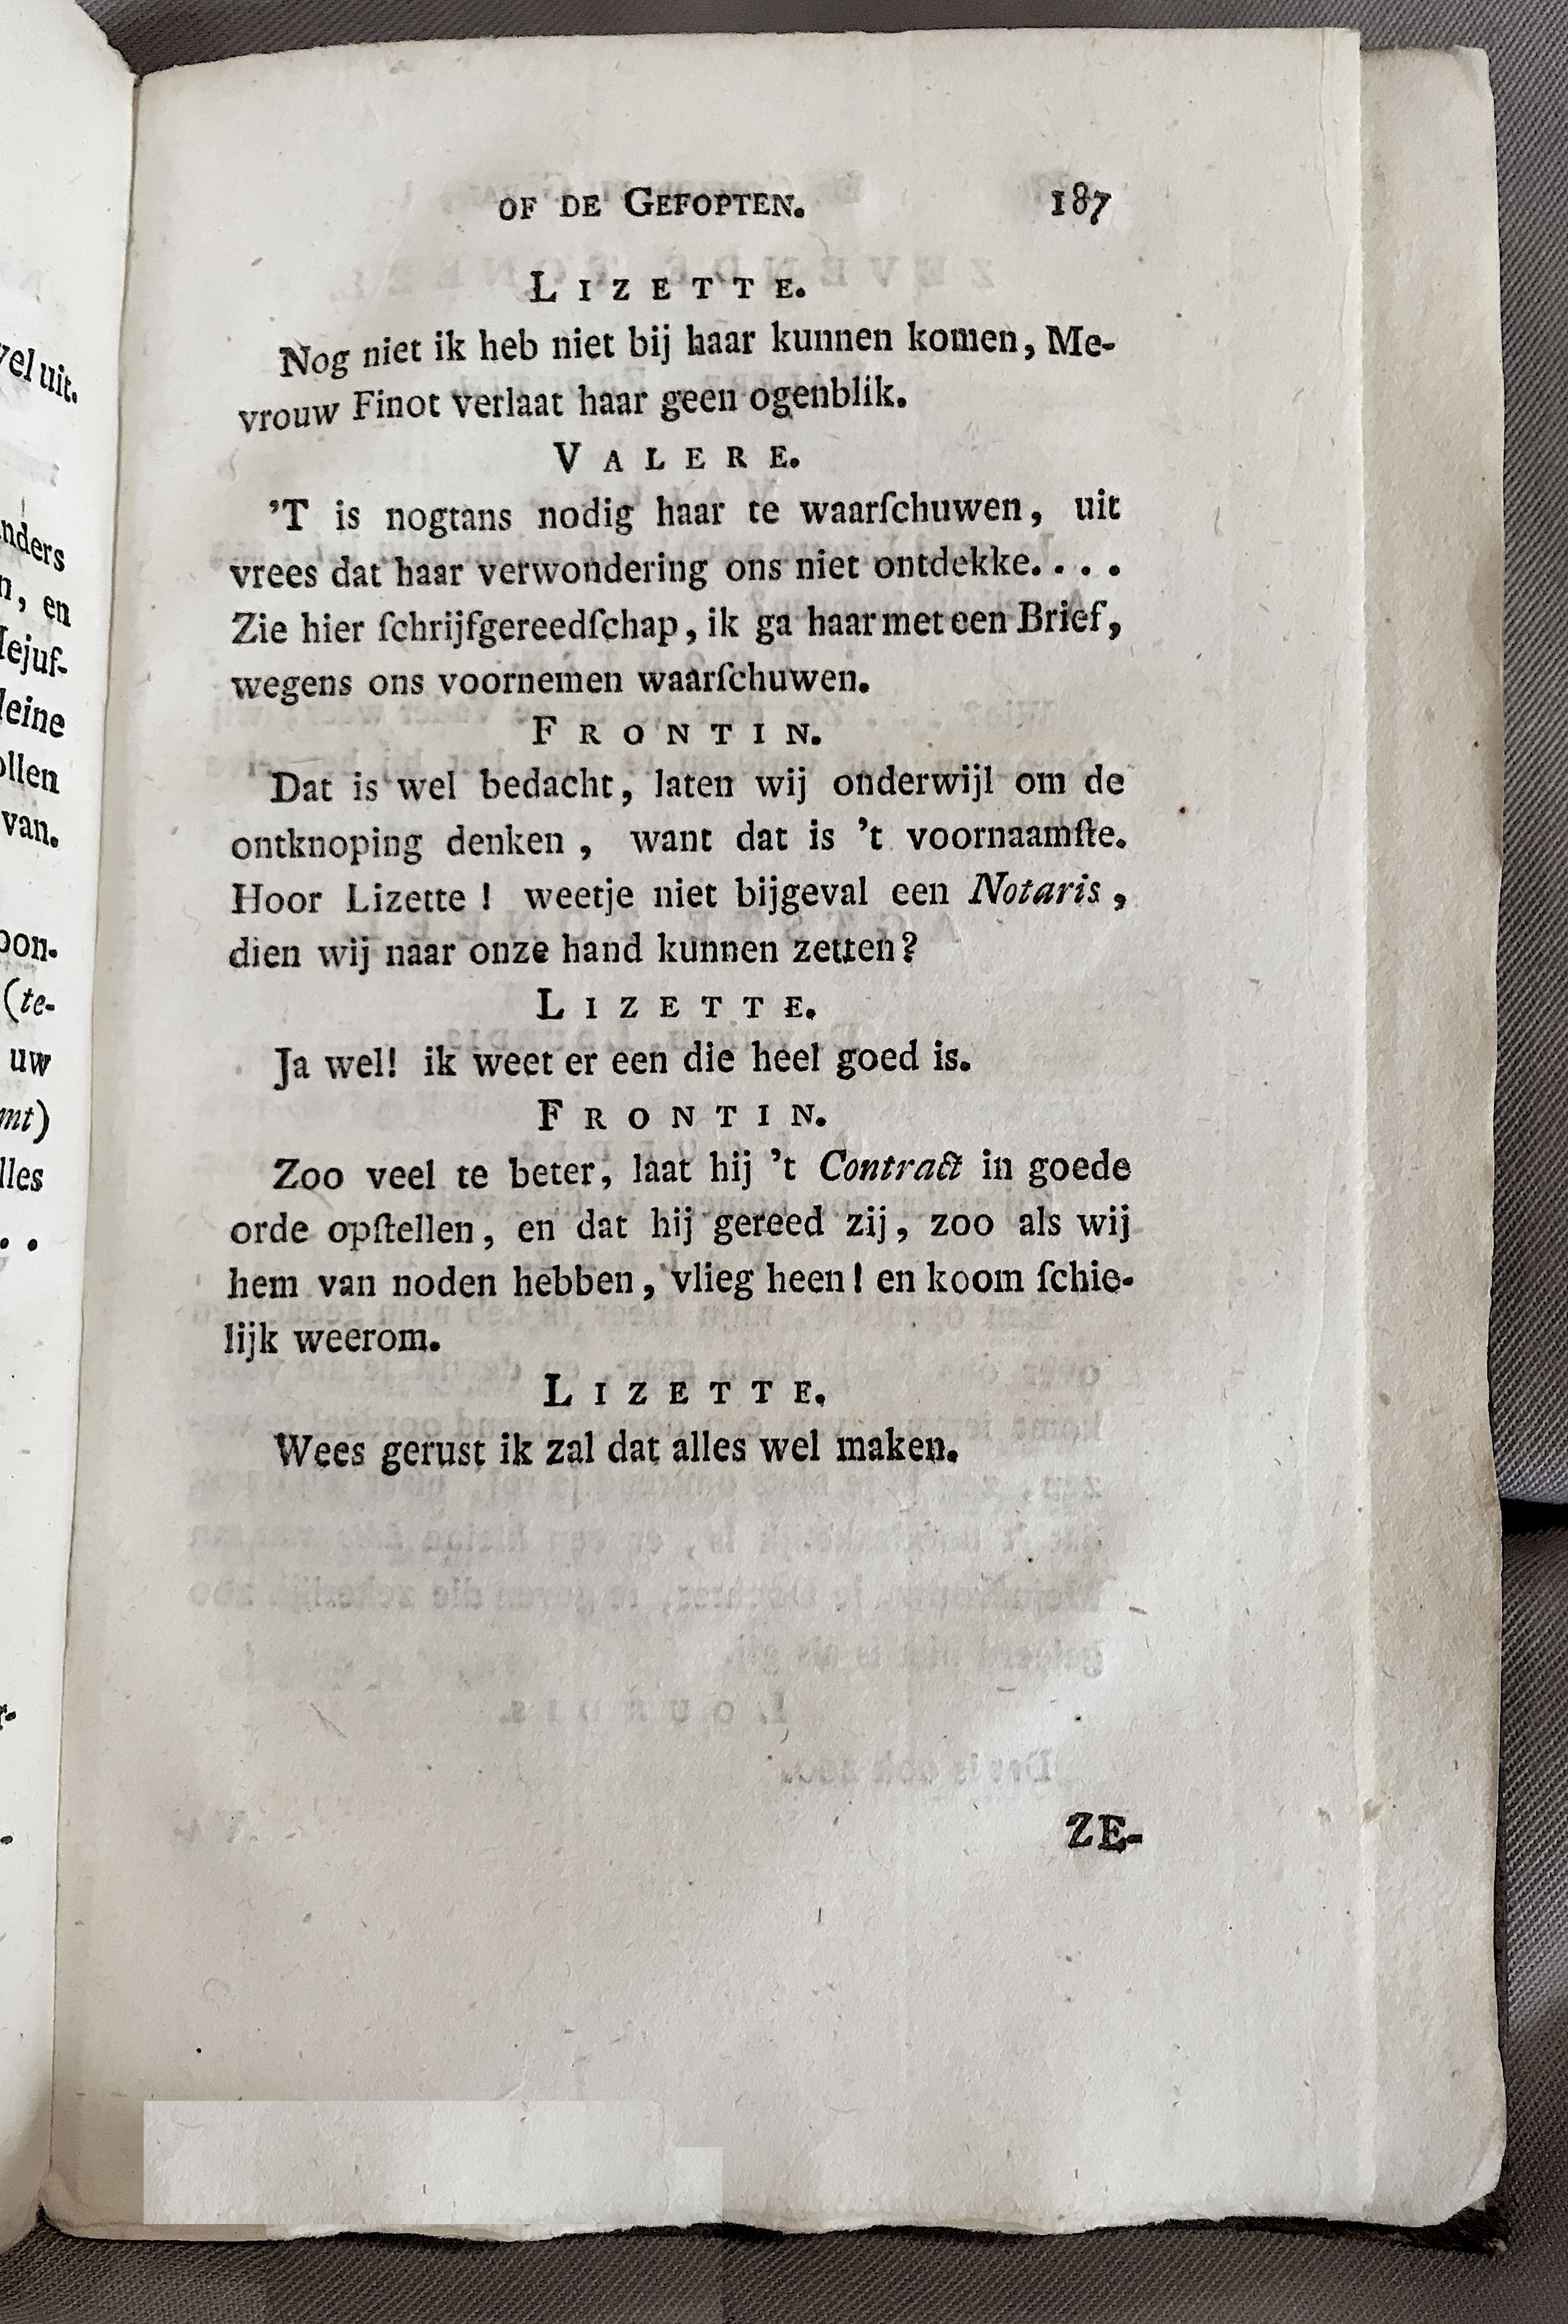 OF DE GEFOPTEN. 187
LIZETTE.
Nog niet ik heb niet bij haar kunnen komen, Me-
vrouw Finot verlaat haar geen ogenblik.
VALERE.
'T is nogtans nodig haar te waarſchuwen, uit
vrees dat haar verwondering ons niet ontdekke....
Zie hier ſchrijfgereedſchap, ik ga haar met een Brief,
wegens ons voornemen waarſchuwen.
FRONTIN.
Dat is wel bedacht, laten wij onderwijl om de
ontknoping denken, want dat is 't voornaamſte.
Hoor Lizette! weetje niet bijgeval een Notaris,
dien wij naar onze hand kunnen zetten?
LIZETTE.
Ja wel! ik weet er een die heel goed is.
FRONTIN.
Zoo veel te beter, laat hij 't Contract in goede
orde opſtellen, en dat hij gereed zij, zoo als wij
hem van noden hebben, vlieg heen! en koom ſchie-
lijk weerom.
LIZETTE.
Wees gerust ik zal dat alles wel maken.
ZE-